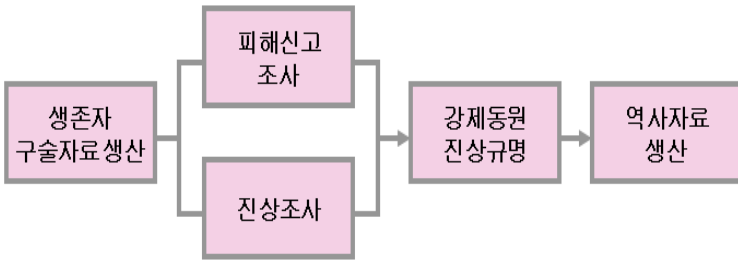 생존자
구술자료 생산
피해신고
조사
진상조사
강제동원
진상규명
역사자료
생산